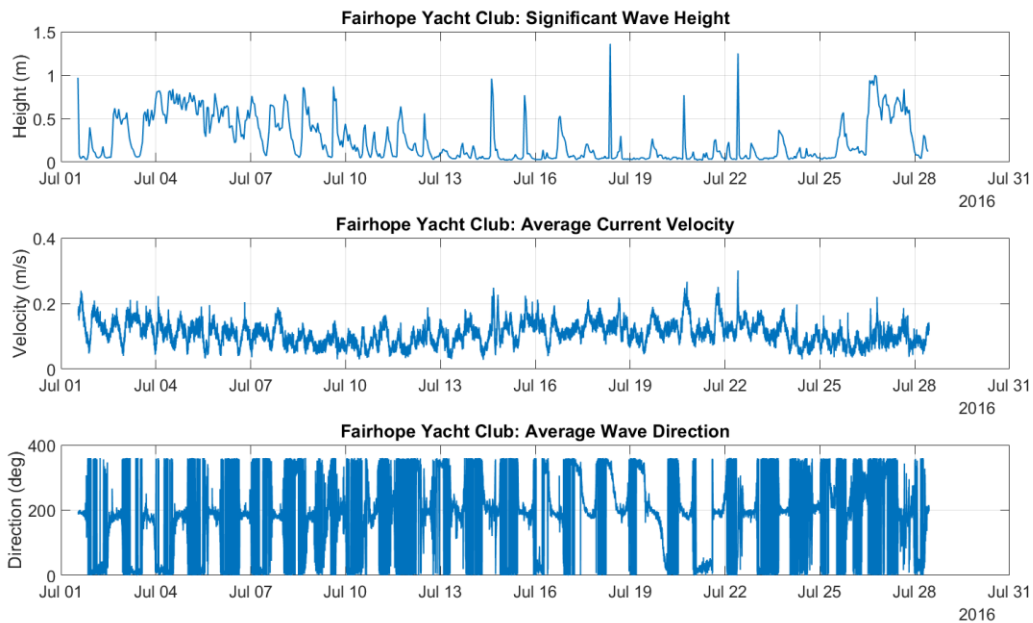 Fairhope Yacht Club: Significant Wave Height
Height (m)
1.5
1
0.5
0
Jul 01 Jul 04 Jul 07 Jul 10 Jul 13 Jul 16 Jul 19 Jul 22 Jul 25 Jul 28 Jul 31
2016
Fairhope Yacht Club: Average Current Velocity
Velocity (m/s)
0.4
0.2
0
Jul 01 Jul 04 Jul 07 Jul 10 Jul 13 Jul 16 Jul 19 Jul 22 Jul 25 Jul 28 Jul 31
2016
Fairhope Yacht Club: Average Wave Direction
Direction (deg)
400
200
0
Jul 01 Jul 04 Jul 07 Jul 10 Jul 13 Jul 16 Jul 19 Jul 22 Jul 25 Jul 28 Jul 31
2016